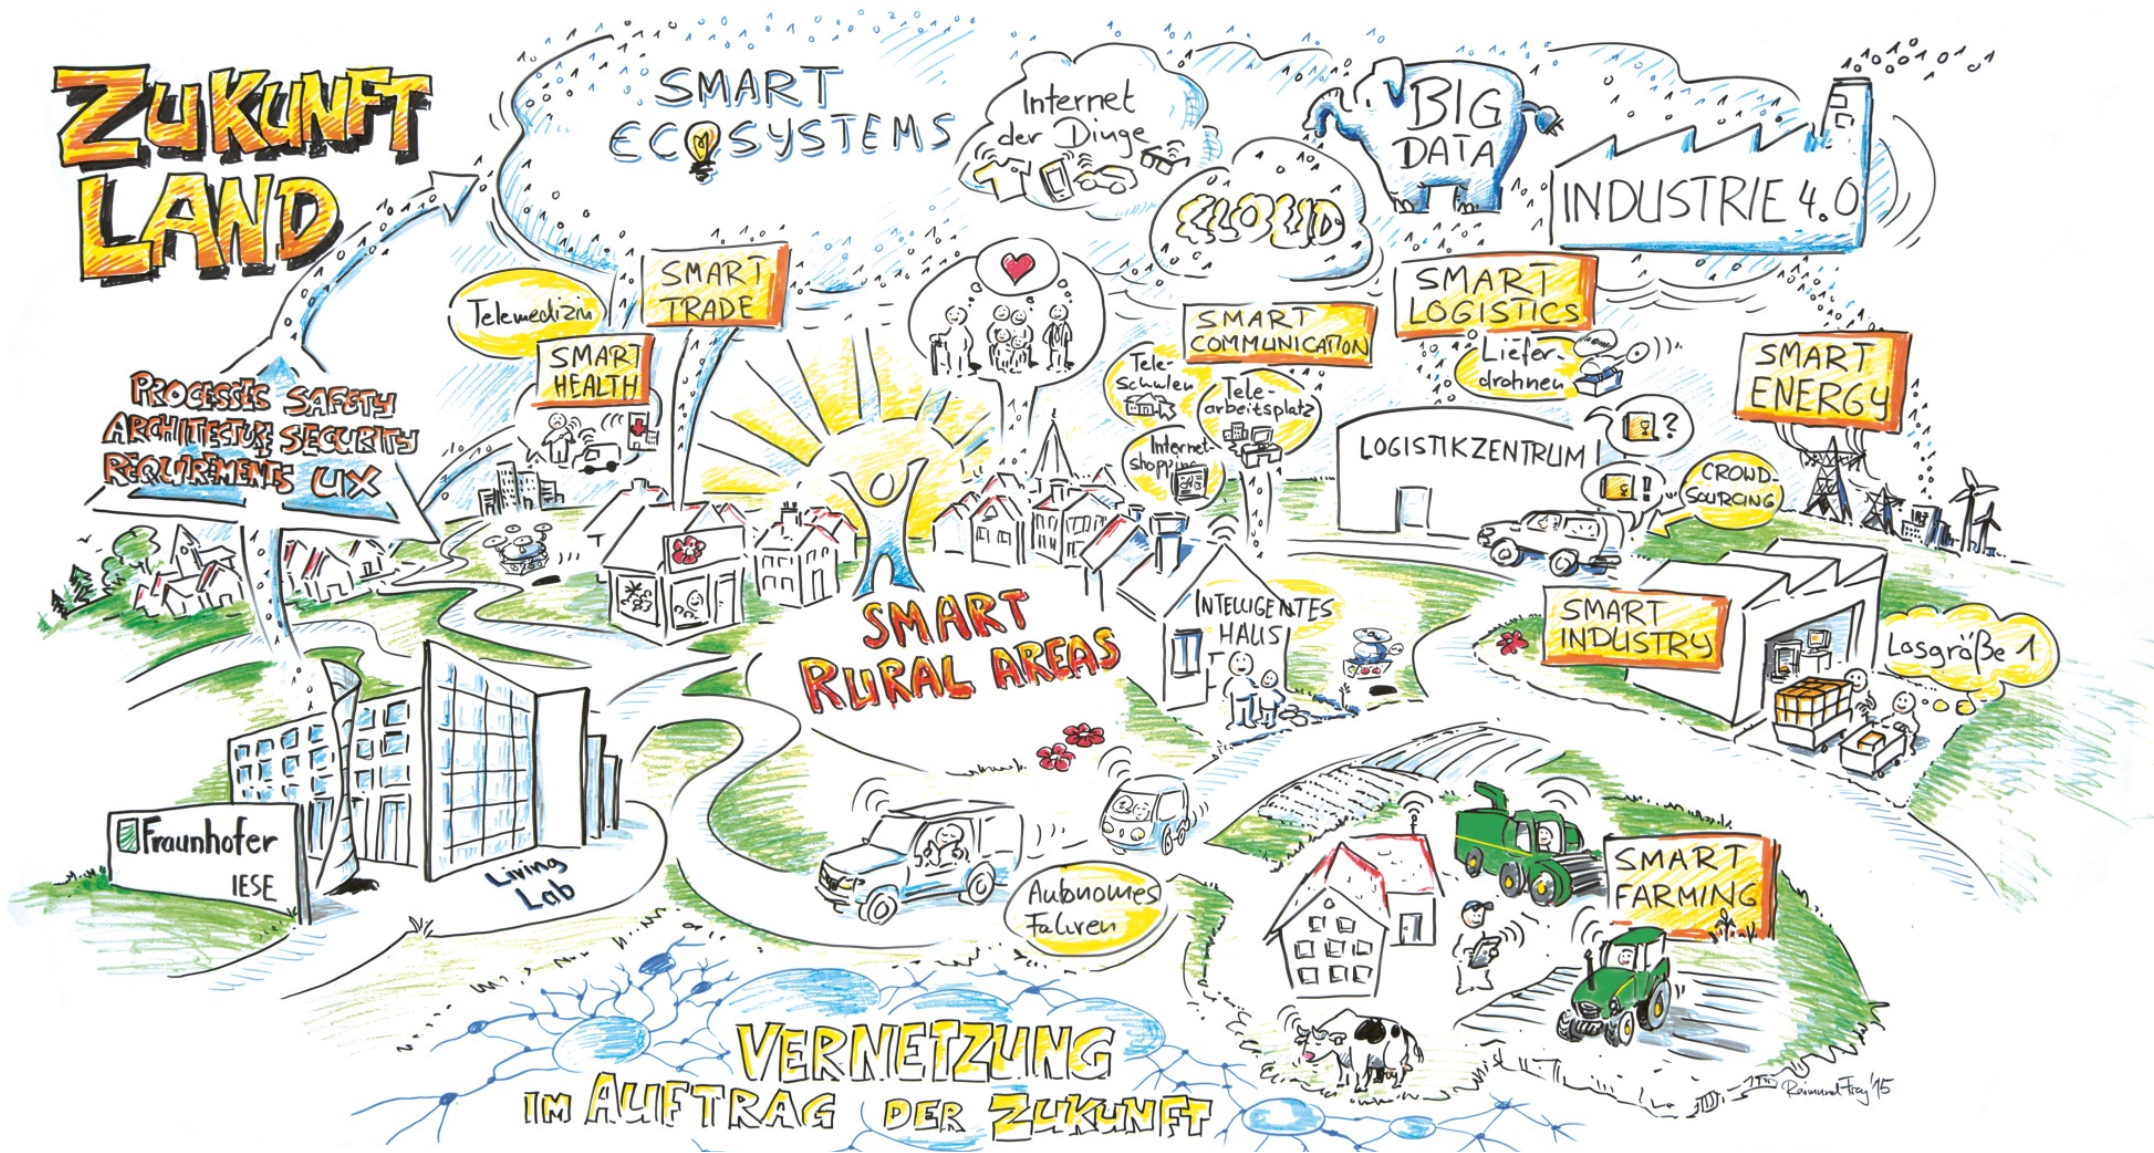 ZUKUNFT
LAND
SMART
ECOSYSTEMS
Internet
der Dinge
CLOUD
BIG
DATA
INDUSTRIE 4.0
Telemedizin
SMART
TRADE
SMART
HEALTH
SMART
COMMUNICATION
SMART
LOGISTICS
Tele-
Schulen
Tele-
arbeitsplatz
Internet-
shopping
Liefer-
drohnen
SMART
ENERGY
PROCESSES SAFETY
ARCHITECTURE SECURITY
REQUIREMENTS UX
LOGISTIKZENTRUM
?
!
CROWD-
SOURCING
SMART
RURAL AREAS
INTELLIGENTES
HAUS
SMART
INDUSTRY
Losgröße 1
Fraunhofer
IESE
Living
Lab
Autonomes
Fahren
SMART
FARMING
VERNETZUNG
IM AUFTRAG DER ZUKUNFT
'15